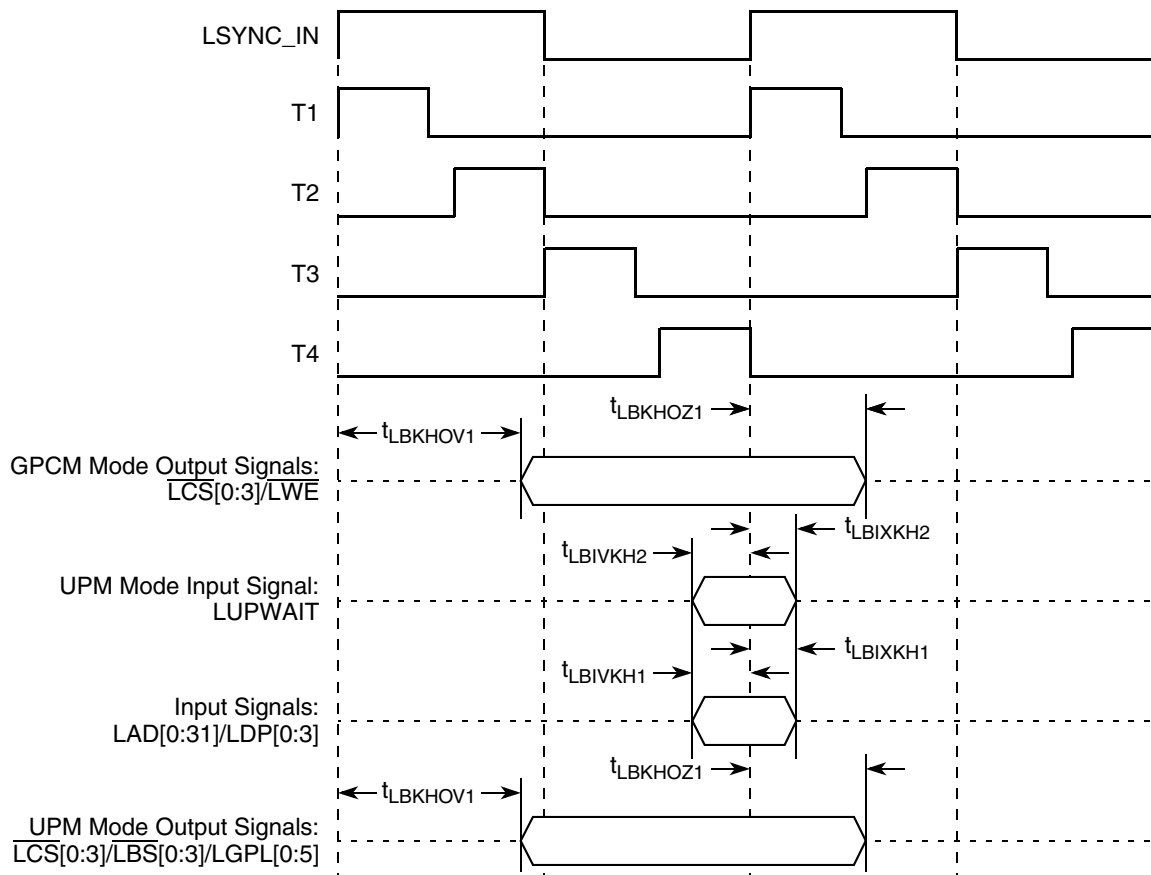 LSYNC_IN
T1
T2
T3
T4
tLBKHOZ1
tLBKHOV1
GPCM Mode Output Signals:
LCS[0:3]/LWE
tLBIXKH2
tLBIVKH2
UPM Mode Input Signal:
LUPWAIT
tLBIXKH1
tLBIVKH1
Input Signals:
LAD[0:31]/LDP[0:3]
tLBKHOZ1
tLBKHOV1
UPM Mode Output Signals:
LCS[0:3]/LBS[0:3]/LGPL[0:5]